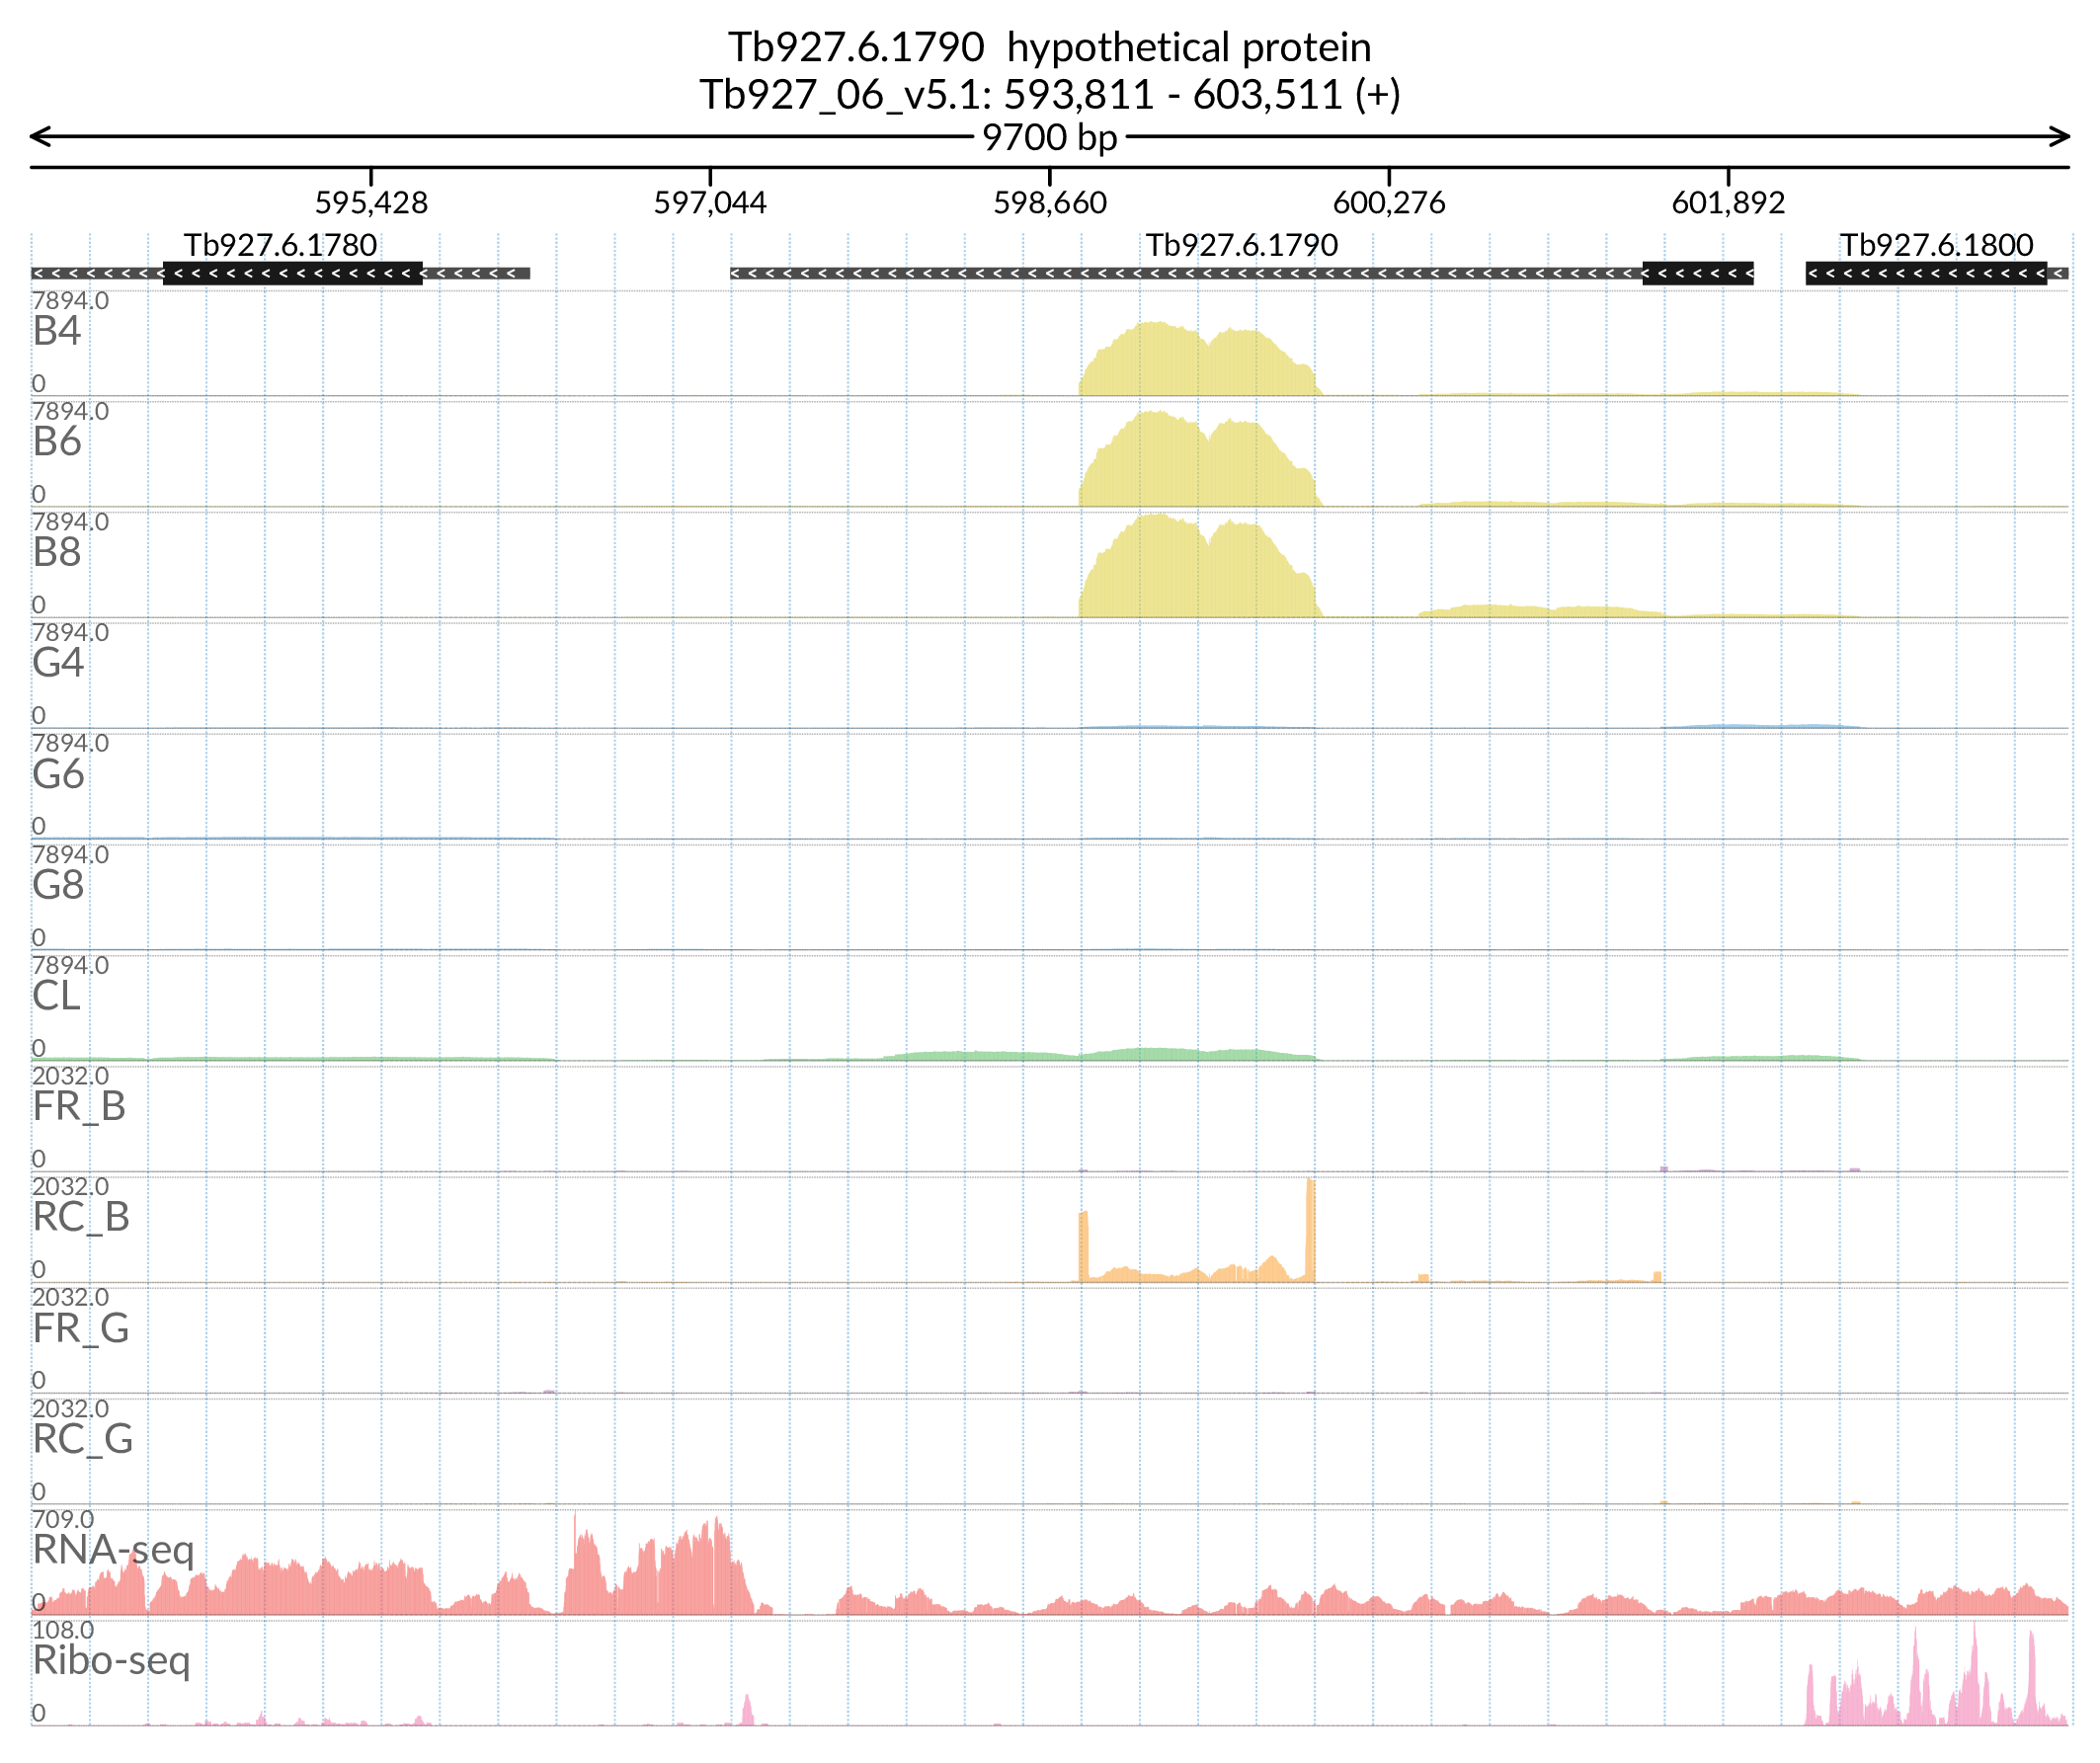 Tb927.6.1790  hypothetical protein
Tb927_06_v5.1: 593,811 - 603,511 (+)
9700 bp
595,428 597,044 598,660 600,276 601,892
Tb927.6.1780 Tb927.6.1790 Tb927.6.1800
7894.0
B4
0
7894.0
B6
0
7894.0
B8
0
7894.0
G4
0
7894.0
G6
0
7894.0
G8
0
7894.0
CL
0
2032.0
FR_B
0
2032.0
RC_B
0
2032.0
FR_G
0
2032.0
RC_G
0
709.0
RNA-seq
0
108.0
Ribo-seq
0